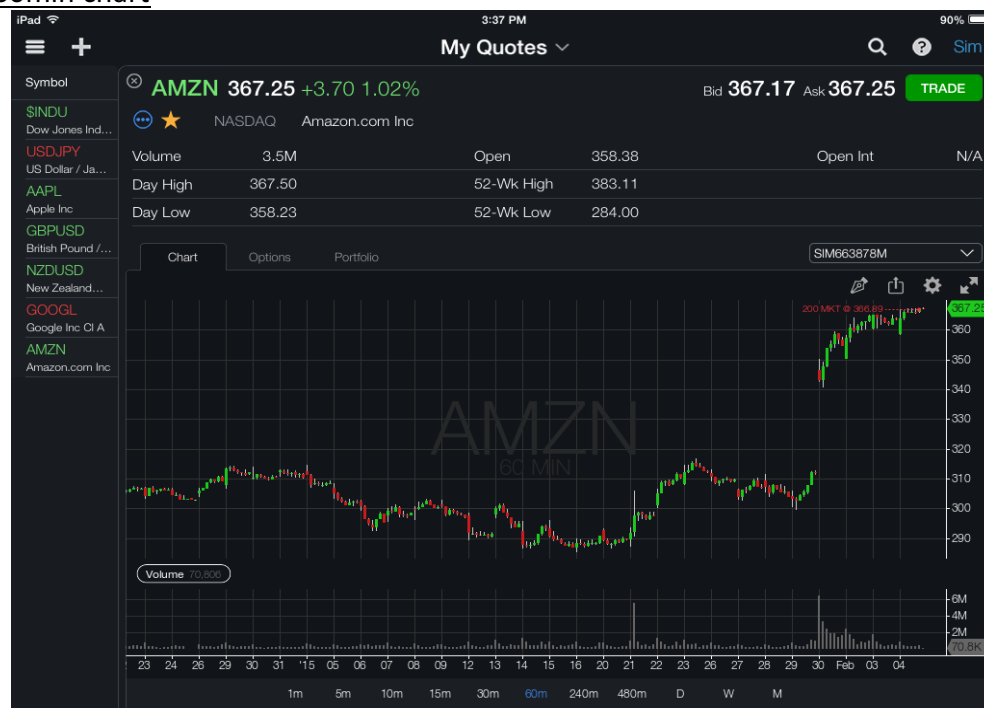 iPad 3:37 PM 90%
My Quotes Sim
Symbol
$INDU
Dow Jones Ind...
USDJPY
US Dollar / Ja...
AAPL
Apple Inc
GBPUSD
British Pound /...
NZDUSD
New Zealand...
GOOGL
Google Inc Cl A
AMZN
Amazon.com Inc
AMZN 367.25 +3.70 1.02% Bid 367.17 Ask 367.25 TRADE
NASDAQ Amazon.com Inc
Volume 3.5M Open 358.38 Open Int N/A
Day High 367.50 52-Wk High 383.11
Day Low 358.23 52-Wk Low 284.00
Chart Options Portfolio SIM663878M
200 MKT @ 366.89 367.25
360
350
340
330
320
310
300
290
AMZN
60 MIN
Volume 70,806
6M
4M
2M
70.8K
23 24 26 29 30 31 '15 05 06 07 08 09 12 13 14 15 16 20 21 22 23 26 27 28 29 30 Feb 03 04
1m 5m 10m 15m 30m 60m 240m 480m D W M